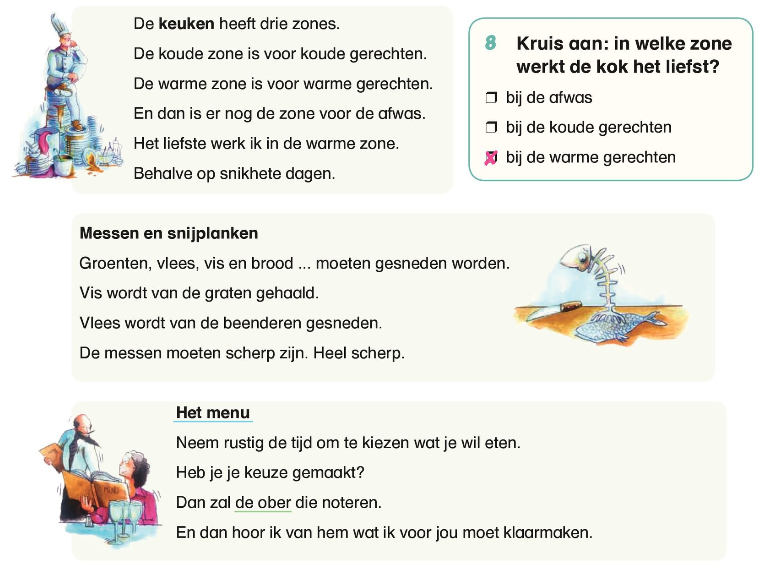 De keuken heeft drie zones.
De koude zone is voor koude gerechten.
De warme zone is voor warme gerechten.
En dan is er nog de zone voor de afwas.
Het liefste werk ik in de warme zone.
Behalve op snikhete dagen.
8 Kruis aan: in welke zone
werkt de kok het liefst?
bij de afwas
bij de koude gerechten
bij de warme gerechten
Messen en snijplanken
Groenten, vlees, vis en brood ... moeten gesneden worden.
Vis wordt van de graten gehaald.
Vlees wordt van de beenderen gesneden.
De messen moeten scherp zijn. Heel scherp.
Het menu
Neem rustig de tijd om te kiezen wat je wil eten.
Heb je je keuze gemaakt?
Dan zal de ober die noteren.
En dan hoor ik van hem wat ik voor jou moet klaarmaken.
MENU